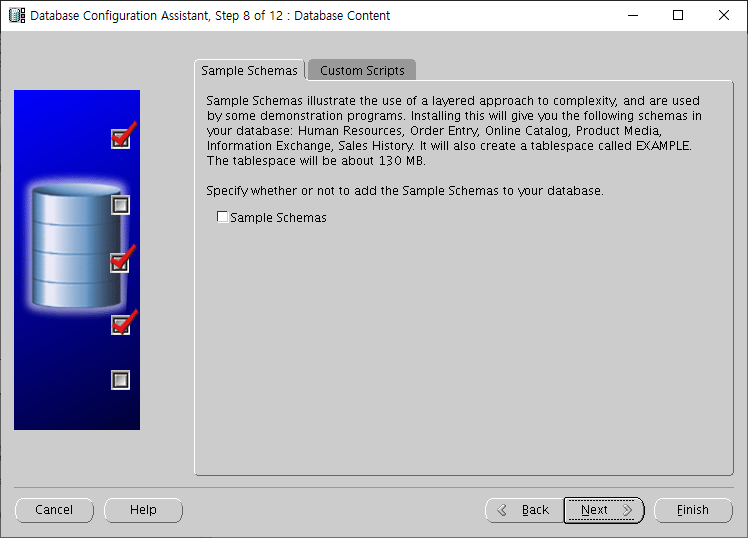 Database Configuration Assistant, Step 8 of 12 : Database Content
Sample Schemas
Custom Scripts
Sample Schemas illustrate the use of a layered approach to complexity, and are used
by some demonstration programs. Installing this will give you the following schemas in
your database: Human Resources, Order Entry, Online Catalog, Product Media,
Information Exchange, Sales History. It will also create a tablespace called EXAMPLE.
The tablespace will be about 130 MB.
Specify whether or not to add the Sample Schemas to your database.
Sample Schemas
Cancel
Help
Back
Next
Finish